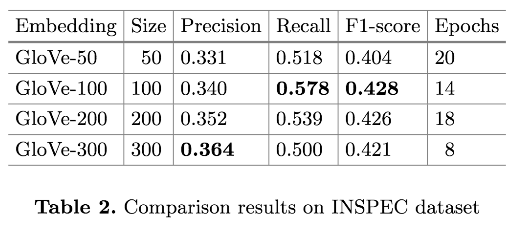 Embedding Size Precision Recall F1-score Epochs
GloVe-50 50 0.331 0.518 0.404 20
GloVe-100 100 0.340 0.578 0.428 14
GloVe-200 200 0.352 0.539 0.426 18
GloVe-300 300 0.364 0.500 0.421 8
Table 2. Comparison results on INSPEC dataset